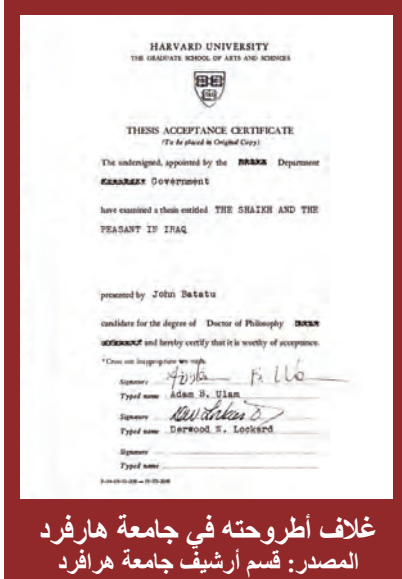 HARVARD UNIVERSITY
THE GRADUATE SCHOOL OF ARTS AND SCIENCES
THESIS ACCEPTANCE CERTIFICATE
(To be placed in Original Copy)
The undersigned, appointed by the Department
Government
have examined a thesis entitled THE SHAIKH AND THE
PEASANT IN IRAQ
presented by John Batatu
candidate for the degree of Doctor of Philosophy
and hereby certify that it is worthy of acceptance.
*Cross out inappropriate words.
Signature
Typed name Adam B. Ulam
Signature
Typed name Derwood W. Lockard
Signature
Typed name
غلاف أطروحته في جامعة هارفرد
المصدر: قسم أرشيف جامعة هرافرد